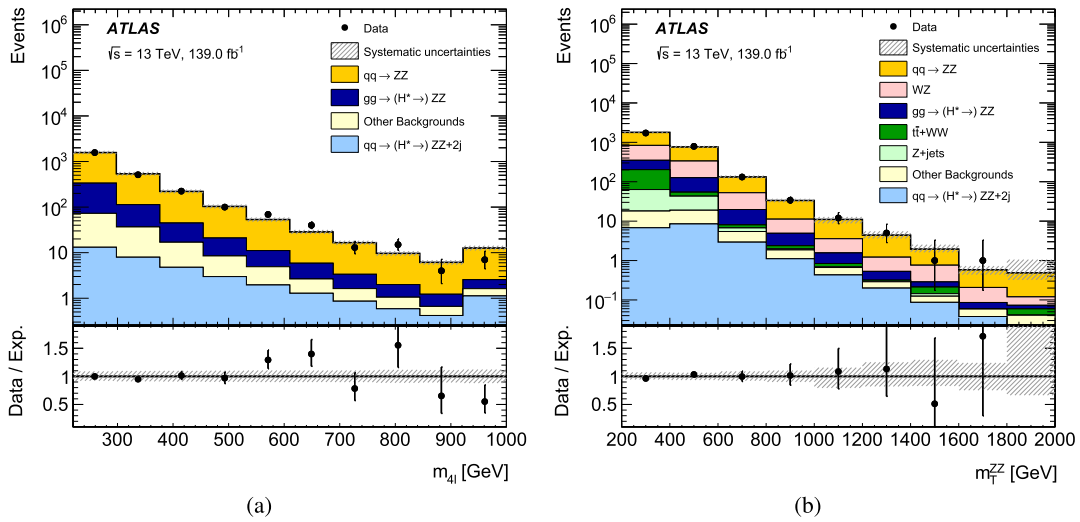 Events
10⁶
10⁵
10⁴
10³
10²
10
1
ATLAS
√s = 13 TeV, 139.0 fb⁻¹
Data
Systematic uncertainties
qq → ZZ
gg → (H* →) ZZ
Other Backgrounds
qq → (H* →) ZZ+2j
Data / Exp.
1.5
1
0.5
300 400 500 600 700 800 900 1000
m₄ₗ [GeV]
(a)
Events
10⁶
10⁵
10⁴
10³
10²
10
1
10⁻¹
ATLAS
√s = 13 TeV, 139.0 fb⁻¹
Data
Systematic uncertainties
qq → ZZ
WZ
gg → (H* →) ZZ
tt̄+WW
Z+jets
Other Backgrounds
qq → (H* →) ZZ+2j
Data / Exp.
1.5
1
0.5
200 400 600 800 1000 1200 1400 1600 1800 2000
m_T^ZZ [GeV]
(b)